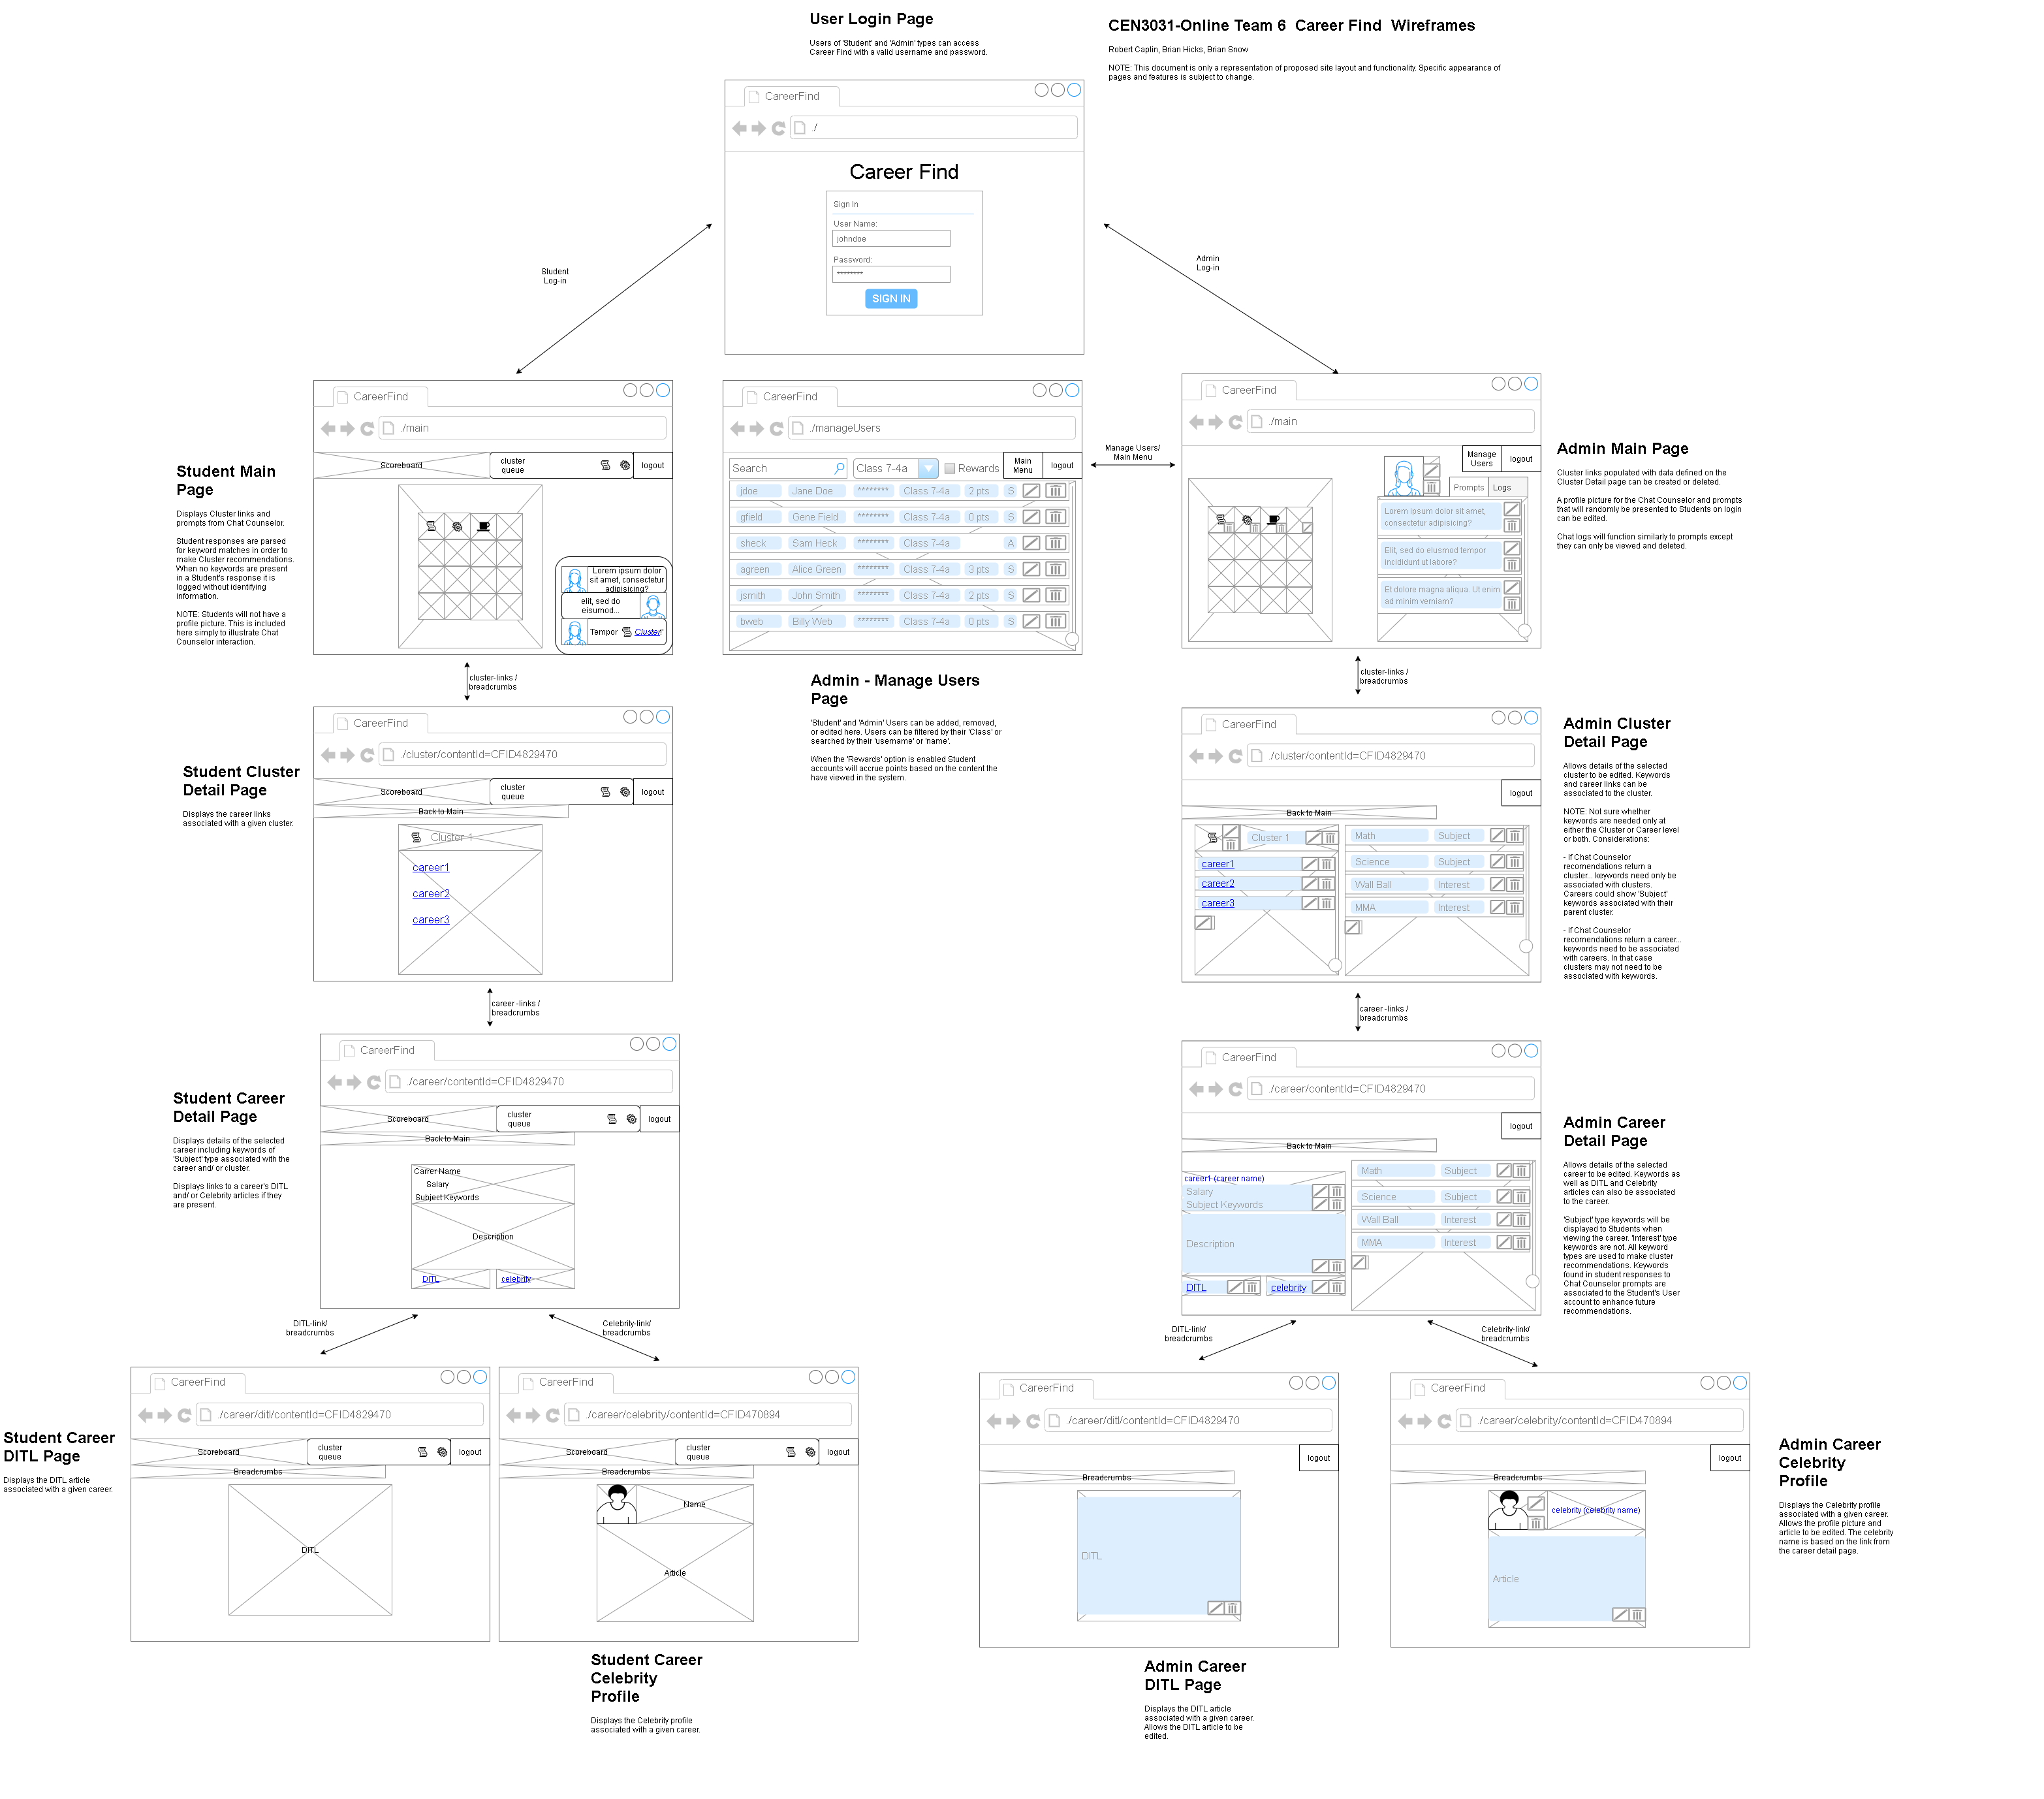 User Login Page
Users of 'Student' and 'Admin' types can access
Career Find with a valid username and password.
CEN3031-Online Team 6  Career Find  Wireframes
Robert Caplin, Brian Hicks, Brian Snow
NOTE: This document is only a representation of proposed site layout and functionality. Specific appearance of
pages and features is subject to change.
CareerFind
./
Career Find
Sign In
User Name:
johndoe
Password:
********
SIGN IN
Student
Log-in
Admin
Log-in
Student Main
Page
Displays Cluster links and
prompts from Chat Counselor.
Student responses are parsed
for keyword matches in order to
make Cluster recommendations.
When no keywords are present
in a Student's response it is
logged without identifying
information.
NOTE: Students will not have a
profile picture. This is included
here simply to illustrate Chat
Counselor interaction.
CareerFind
./main
Scoreboard
cluster
queue
logout
Lorem ipsum dolor
sit amet, consectetur
adipisicing?
elit, sed do
eisumod...
Tempor
Cluster
CareerFind
./manageUsers
Search
Class 7-4a
Rewards
Main
Menu
logout
jdoe Jane Doe ******** Class 7-4a 2 pts S
gfield Gene Field ******** Class 7-4a 0 pts S
sheck Sam Heck ******** Class 7-4a A
agreen Alice Green ******** Class 7-4a 3 pts S
jsmith John Smith ******** Class 7-4a 2 pts S
bweb Billy Web ******** Class 7-4a 0 pts S
Admin - Manage Users
Page
'Student' and 'Admin' Users can be added, removed,
or edited here. Users can be filtered by their 'Class' or
searched by their 'username' or 'name'.
When the 'Rewards' option is enabled Student
accounts will accrue points based on the content the
have viewed in the system.
Manage Users/
Main Menu
CareerFind
./main
Manage
Users
logout
Prompts
Logs
Lorem ipsum dolor sit amet,
consectetur adipisicing?
Elit, sed do eiusmod tempor
incididunt ut labore?
Et dolore magna aliqua. Ut enim
ad minim verniam?
Admin Main Page
Cluster links populated with data defined on the
Cluster Detail page can be created or deleted.
A profile picture for the Chat Counselor and prompts
that will randomly be presented to Students on login
can be edited.
Chat logs will function similarly to prompts except
they can only be viewed and deleted.
cluster-links /
breadcrumbs
cluster-links /
breadcrumbs
Student Cluster
Detail Page
Displays the career links
associated with a given cluster.
CareerFind
./cluster/contentId=CFID4829470
Scoreboard
cluster
queue
logout
Back to Main
Cluster 1
career1
career2
career3
CareerFind
./cluster/contentId=CFID4829470
logout
Back to Main
Cluster 1
career1
career2
career3
Math Subject
Science Subject
Wall Ball Interest
MMA Interest
Admin Cluster
Detail Page
Allows details of the selected
cluster to be edited. Keywords
and career links can be
associated to the cluster.
NOTE: Not sure whether
keywords are needed only at
either the Cluster or Career level
or both. Considerations:
- If Chat Counselor
recomendations return a
cluster... keywords need only be
associated with clusters.
Careers could show 'Subject'
keywords associated with their
parent cluster.
- If Chat Counselor
recomendations return a career...
keywords need to be associated
with careers. In that case
clusters may not need to be
associated with keywords.
career -links /
breadcrumbs
career -links /
breadcrumbs
Student Career
Detail Page
Displays details of the selected
career including keywords of
'Subject' type associated with the
career and/ or cluster.
Displays links to a career's DITL
and/ or Celebrity articles if they
are present.
CareerFind
./career/contentId=CFID4829470
Scoreboard
cluster
queue
logout
Back to Main
Carrer Name
Salary
Subject Keywords
Description
DITL
celebrity
CareerFind
./career/contentId=CFID4829470
logout
Back to Main
career1 (career name)
Salary
Subject Keywords
Description
DITL
celebrity
Math Subject
Science Subject
Wall Ball Interest
MMA Interest
Admin Career
Detail Page
Allows details of the selected
career to be edited. Keywords as
well as DITL and Celebrity
articles can also be associated
to the career.
'Subject' type keywords will be
displayed to Students when
viewing the career. 'Interest' type
keywords are not. All keyword
types are used to make cluster
recommendations. Keywords
found in student responses to
Chat Counselor prompts are
associated to the Student's User
account to enhance future
recommendations.
DITL-link/
breadcrumbs
Celebrity-link/
breadcrumbs
DITL-link/
breadcrumbs
Celebrity-link/
breadcrumbs
Student Career
DITL Page
Displays the DITL article
associated with a given career.
CareerFind
./career/ditl/contentId=CFID4829470
Scoreboard
cluster
queue
logout
Breadcrumbs
DITL
CareerFind
./career/celebrity/contentId=CFID470894
Scoreboard
cluster
queue
logout
Breadcrumbs
Name
Article
Student Career
Celebrity
Profile
Displays the Celebrity profile
associated with a given career.
CareerFind
./career/ditl/contentId=CFID4829470
logout
Breadcrumbs
DITL
Admin Career
DITL Page
Displays the DITL article
associated with a given career.
Allows the DITL article to be
edited.
CareerFind
./career/celebrity/contentId=CFID470894
logout
Breadcrumbs
celebrity (celebrity name)
Article
Admin Career
Celebrity
Profile
Displays the Celebrity profile
associated with a given career.
Allows the profile picture and
article to be edited. The celebrity
name is based on the link from
the career detail page.